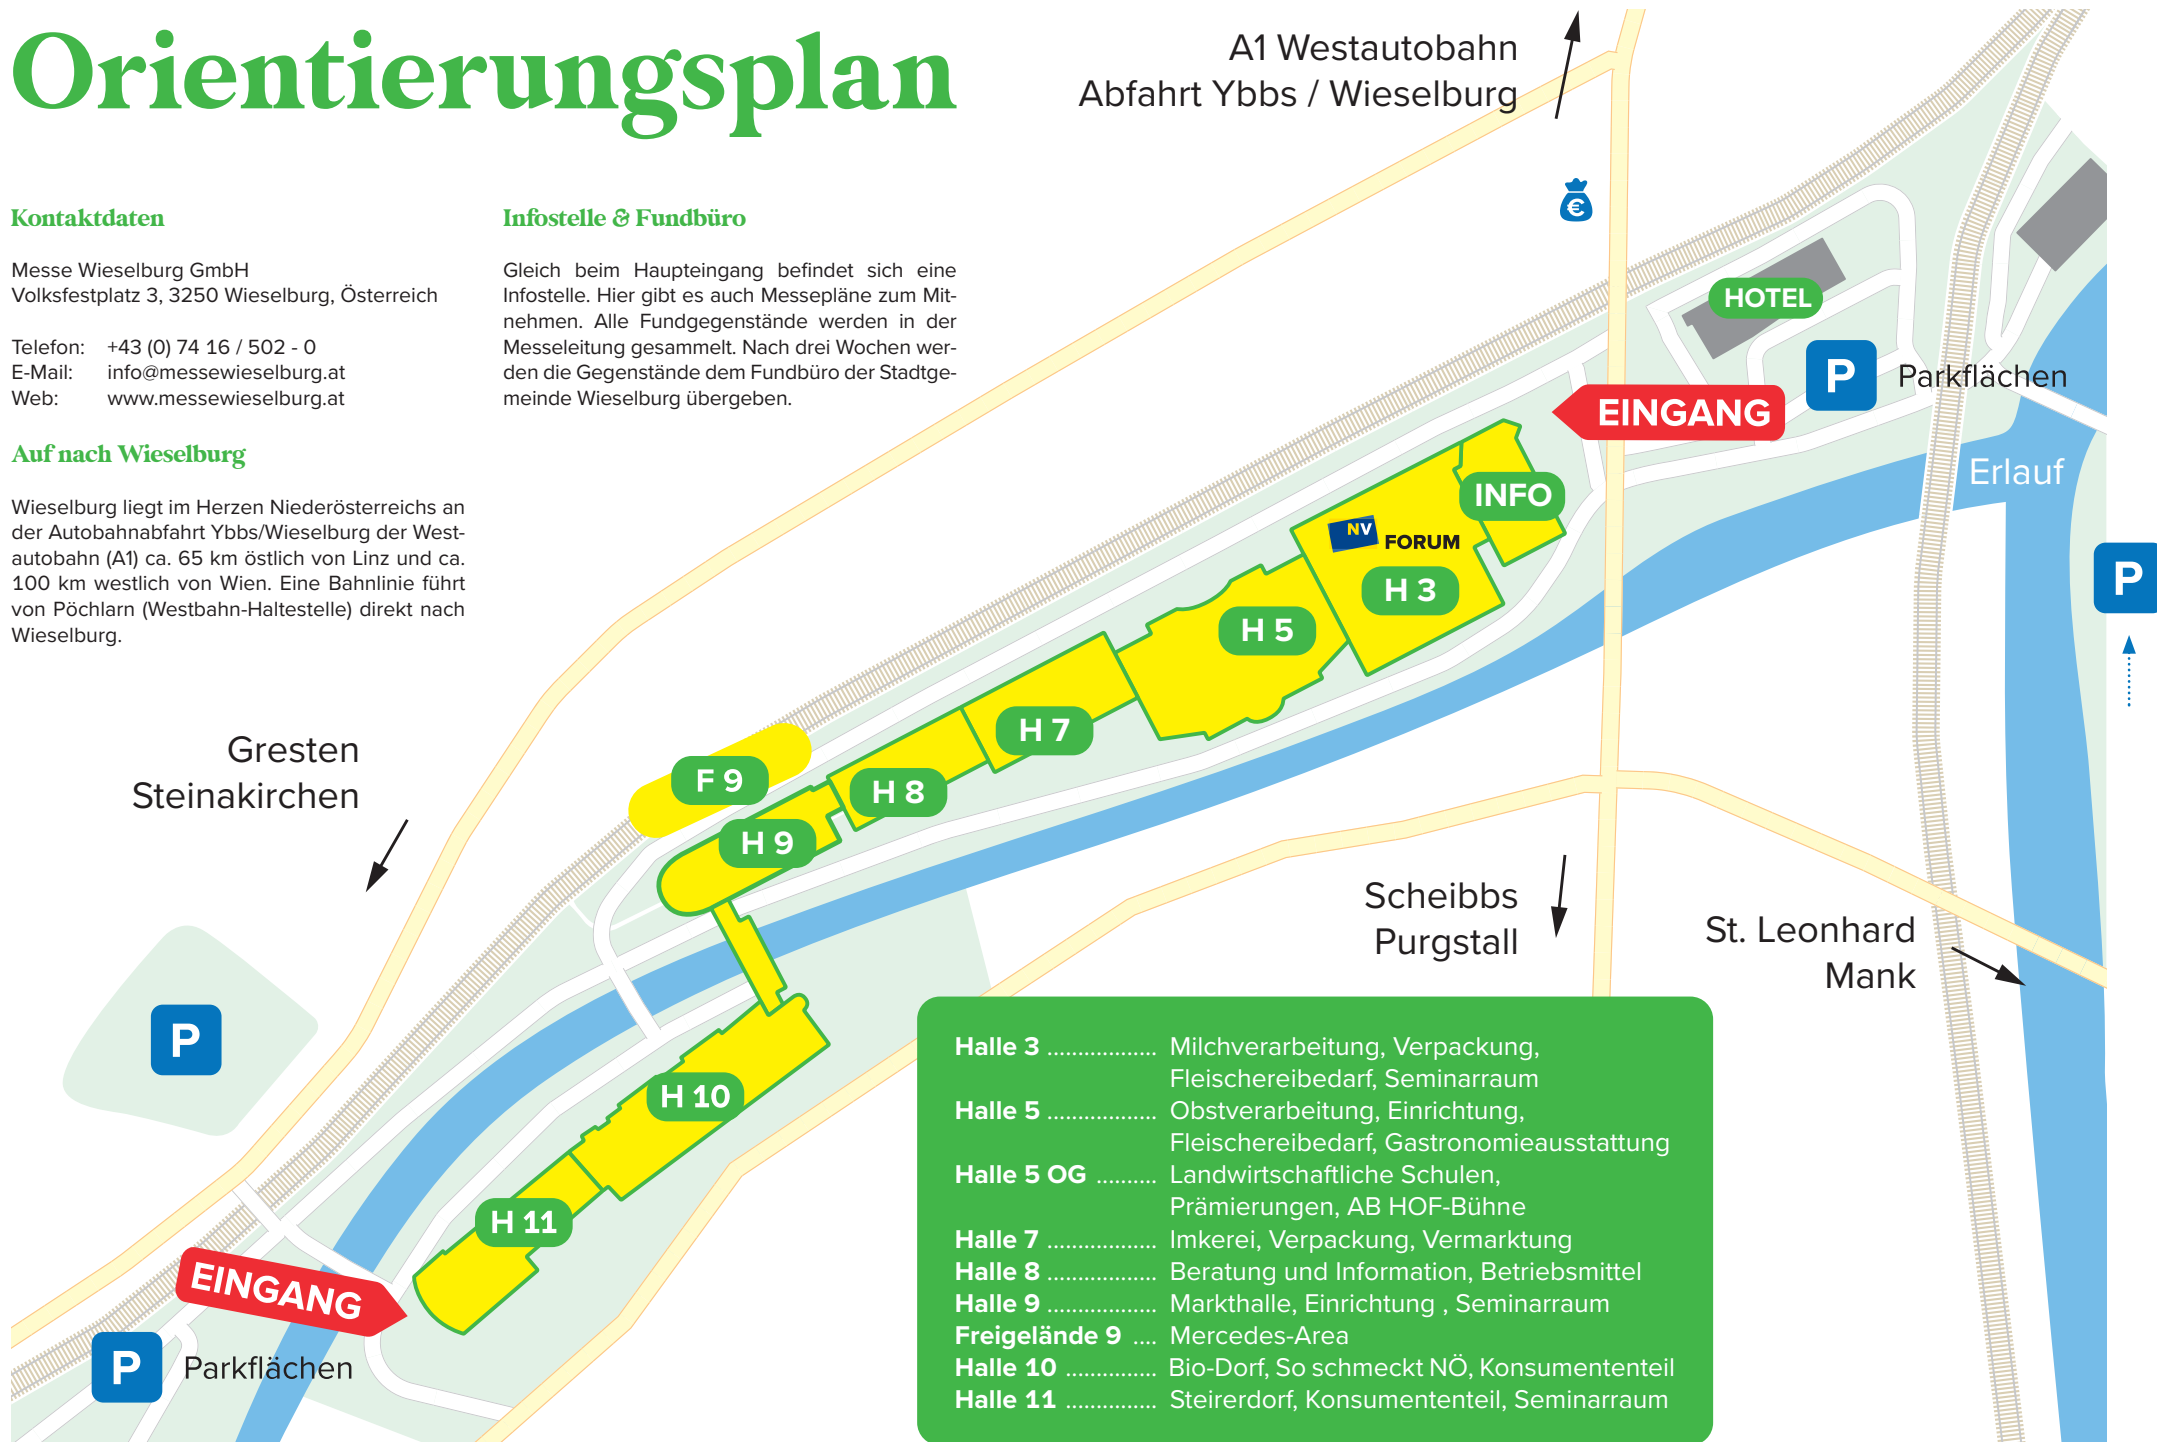 Orientierungsplan
Kontaktdaten
Messe Wieselburg GmbH
Volksfestplatz 3, 3250 Wieselburg, Österreich
Telefon: +43 (0) 74 16 / 502 - 0
E-Mail: info@messewieselburg.at
Web: www.messewieselburg.at
Auf nach Wieselburg
Wieselburg liegt im Herzen Niederösterreichs an
der Autobahnabfahrt Ybbs/Wieselburg der West-
autobahn (A1) ca. 65 km östlich von Linz und ca.
100 km westlich von Wien. Eine Bahnlinie führt
von Pöchlarn (Westbahn-Haltestelle) direkt nach
Wieselburg.
Infostelle & Fundbüro
Gleich beim Haupteingang befindet sich eine
Infostelle. Hier gibt es auch Messepläne zum Mit-
nehmen. Alle Fundgegenstände werden in der
Messeleitung gesammelt. Nach drei Wochen wer-
den die Gegenstände dem Fundbüro der Stadtge-
meinde Wieselburg übergeben.
A1 Westautobahn
Abfahrt Ybbs / Wieselburg
€
HOTEL
P Parkflächen
EINGANG
Erlauf
INFO
NV FORUM
H 3
P
H 5
H 7
Gresten
Steinakirchen
F 9
H 8
H 9
Scheibbs
Purgstall
St. Leonhard
Mank
P
H 10
H 11
EINGANG
P Parkflächen
Halle 3 .................. Milchverarbeitung, Verpackung,
Fleischereibedarf, Seminarraum
Halle 5 .................. Obstverarbeitung, Einrichtung,
Fleischereibedarf, Gastronomieausstattung
Halle 5 OG .......... Landwirtschaftliche Schulen,
Prämierungen, AB HOF-Bühne
Halle 7 .................. Imkerei, Verpackung, Vermarktung
Halle 8 .................. Beratung und Information, Betriebsmittel
Halle 9 .................. Markthalle, Einrichtung , Seminarraum
Freigelände 9 .... Mercedes-Area
Halle 10 ............... Bio-Dorf, So schmeckt NÖ, Konsumententeil
Halle 11 ............... Steirerdorf, Konsumententeil, Seminarraum